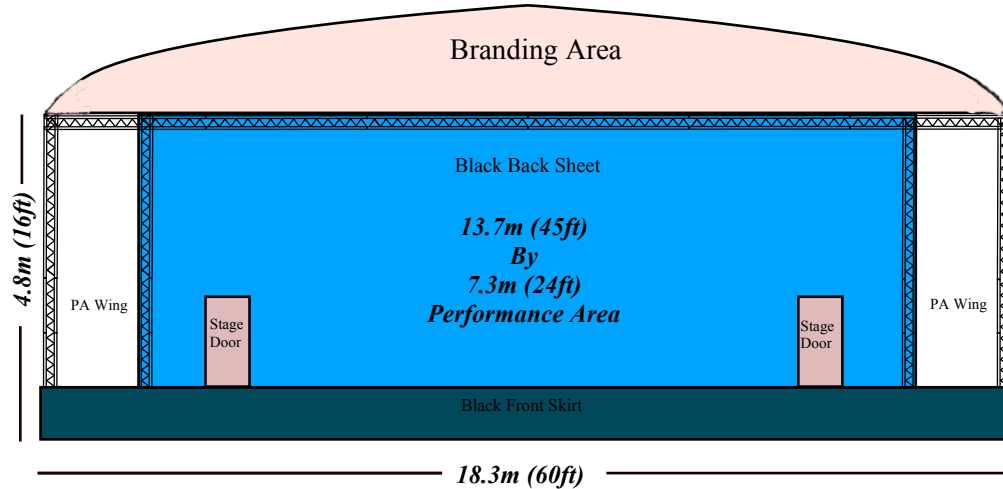 Branding Area
Black Back Sheet
13.7m (45ft)
By
7.3m (24ft)
Performance Area
4.8m (16ft)
PA Wing
Stage
Door
Stage
Door
PA Wing
Black Front Skirt
18.3m (60ft)